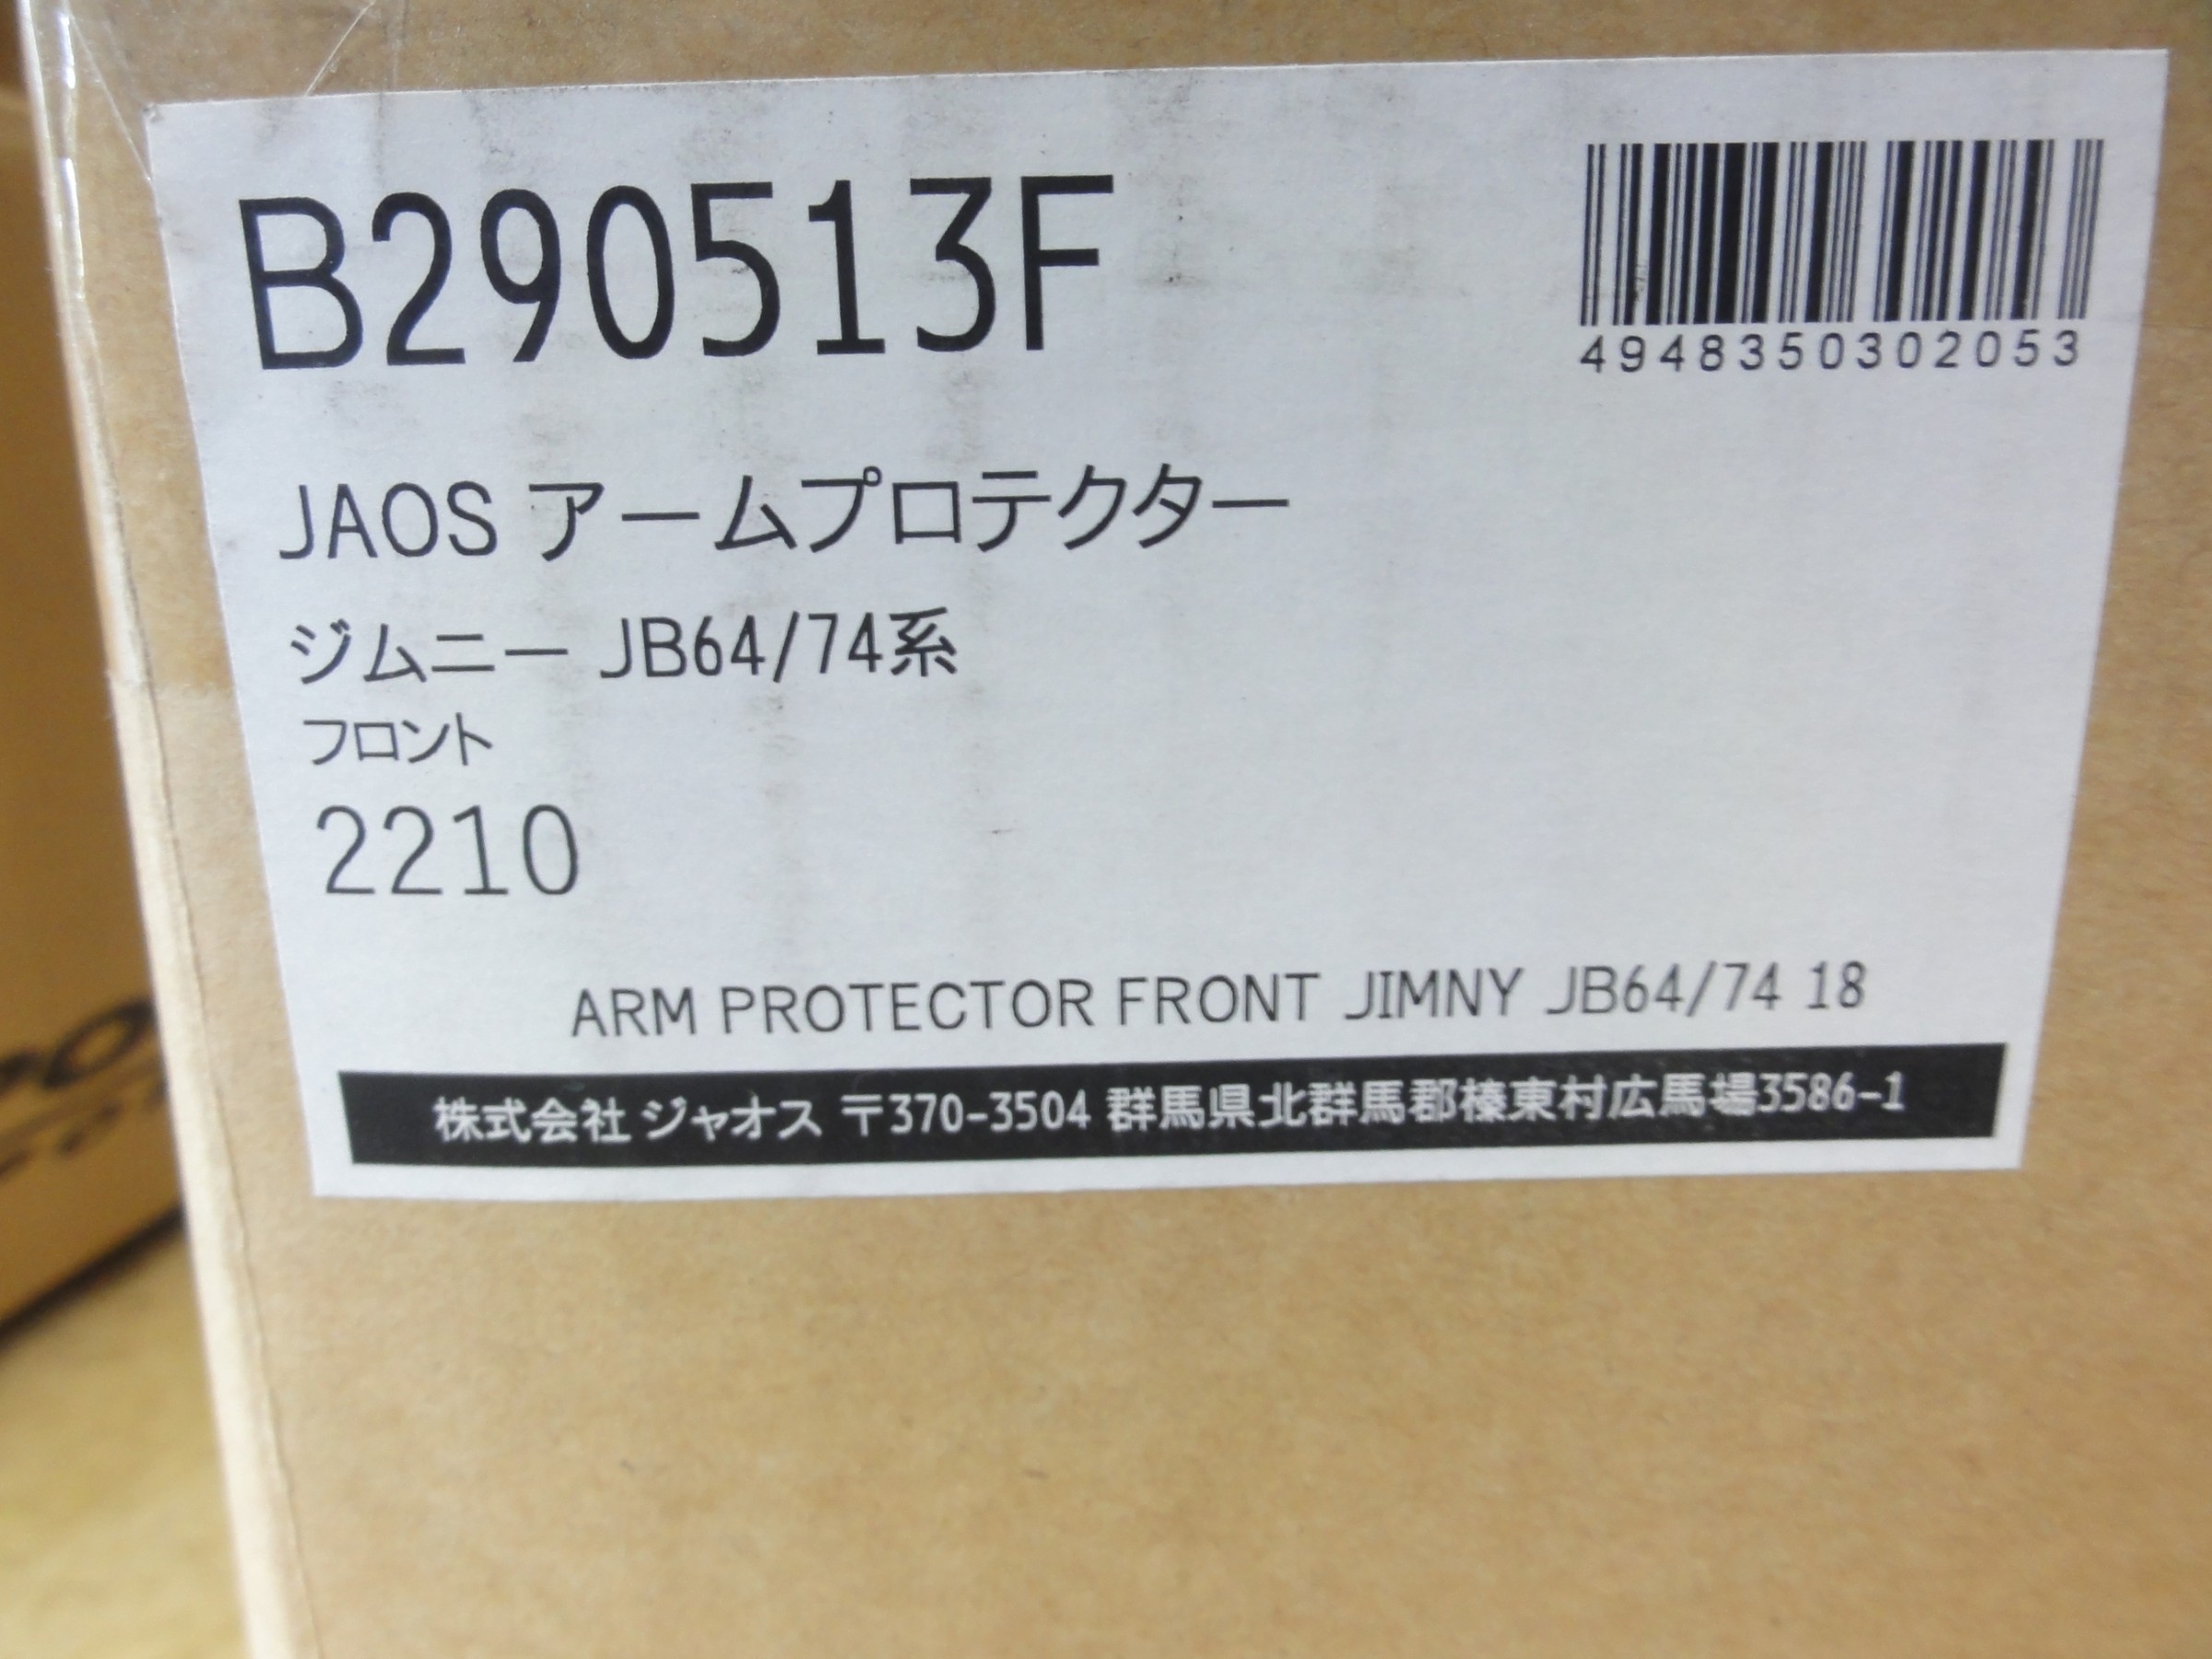 B290513F
4948350302053
JAOS アームプロテクター
ジムニー JB64/74系
フロント
2210
ARM PROTECTOR FRONT JIMNY JB64/74 18
株式会社 ジャオス 〒370-3504 群馬県北群馬郡榛東村広馬場3586-1